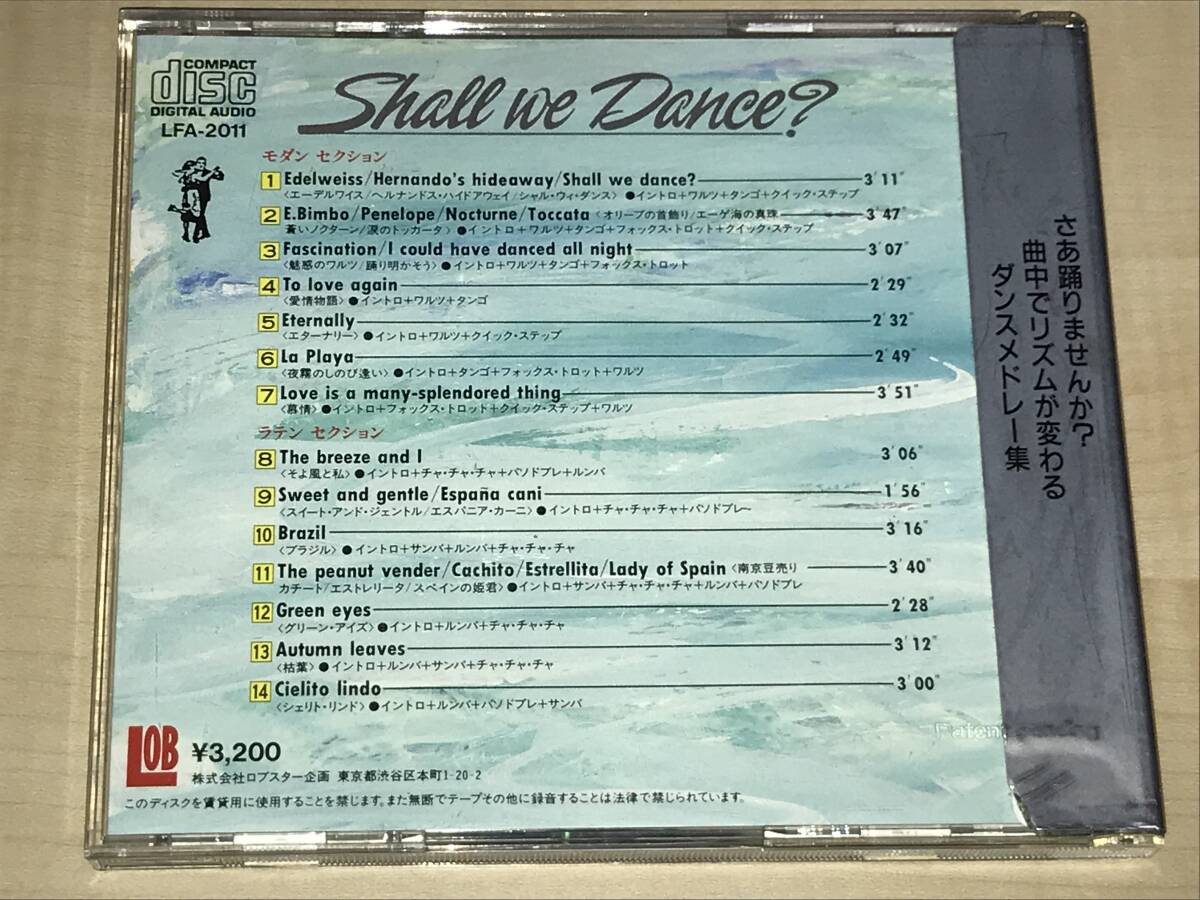 COMPACT
disc
DIGITAL AUDIO
LFA-2011
Shall we Dance?
モダン セクション
1 Edelweiss/Hernando's hideaway/Shall we dance? 3'11"
〈エーデルワイス/ヘルナンドス・ハイドアウェイ/シャル・ウィ・ダンス〉●イントロ+ワルツ+タンゴ+クイック・ステップ
2 E.Bimbo/Penelope/Nocturne/Toccata〈オリーブの首飾り/エーゲ海の真珠 3'47"
蒼いノクターン/涙のトッカータ〉●イントロ+ワルツ+タンゴ+フォックス・トロット+クイック・ステップ
3 Fascination/I could have danced all night 3'07"
〈魅惑のワルツ/踊り明かそう〉●イントロ+ワルツ+タンゴ+フォックス・トロット
4 To love again 2'29"
〈愛情物語〉●イントロ+ワルツ+タンゴ
5 Eternally 2'32"
〈エターナリー〉●イントロ+ワルツ+クイック・ステップ
6 La Playa 2'49"
〈夜霧のしのび逢い〉●イントロ+タンゴ+フォックス・トロット+ワルツ
7 Love is a many-splendored thing 3'51"
〈慕情〉●イントロ+フォックス・トロッド+クイック・ステップ+ワルツ
ラテン セクション
8 The breeze and I 3'06"
〈そよ風と私〉●イントロ+チャ・チャ・チャ+パソドブレ+ルンバ
9 Sweet and gentle/España cani 1'56"
〈スイート・アンド・ジェントル/エスパニア・カーニ〉●イントロ+チャ・チャ・チャ+パソドブレー
10 Brazil 3'16"
〈ブラジル〉●イントロ+サンバ+ルンバ+チャ・チャ・チャ
11 The peanut vender/Cachito/Estrellita/Lady of Spain〈南京豆売り 3'40"
カチート/エストレリータ/スペインの姫君〉●イントロ+サンバ+チャ・チャ・チャ+ルンバ+パソドブレ
12 Green eyes 2'28"
〈グリーン・アイズ〉●イントロ+ルンバ+チャ・チャ・チャ
13 Autumn leaves 3'12"
〈枯葉〉●イントロ+ルンバ+サンバ+チャ・チャ・チャ
14 Cielito lindo 3'00"
〈シェリト・リンド〉●イントロ+ルンバ+パソドブレ+サンバ
LOB
¥3,200
株式会社ロブスター企画 東京都渋谷区本町1-20-2
このディスクを賃貸用に使用することを禁じます。また無断でテープその他に録音することは法律で禁じられています。
さあ踊りませんか?
曲中でリズムが変わる
ダンスメドレー集
Patent